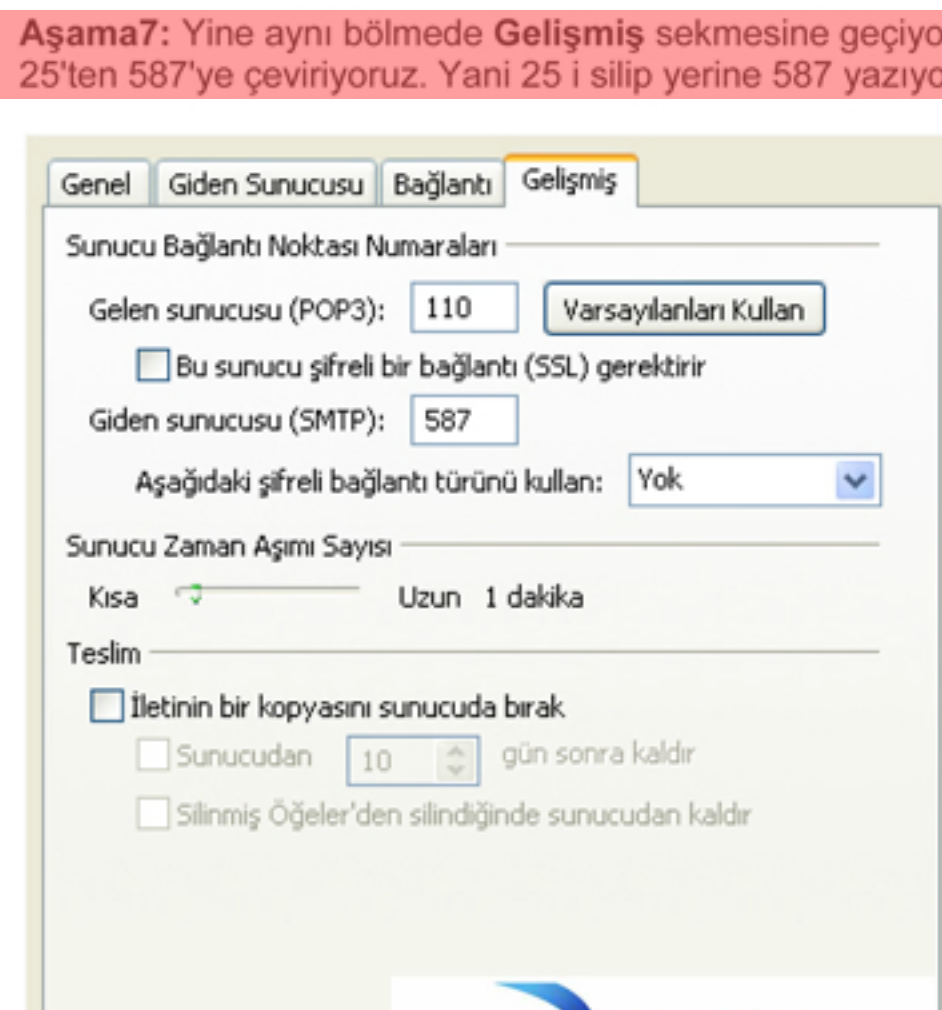 Aşama7: Yine aynı bölmede Gelişmiş sekmesine geçiyo
25'ten 587'ye çeviriyoruz. Yani 25 i silip yerine 587 yazıyo
Genel Giden Sunucusu Bağlantı Gelişmiş
Sunucu Bağlantı Noktası Numaraları
Gelen sunucusu (POP3): 110 Varsayılanları Kullan
Bu sunucu şifreli bir bağlantı (SSL) gerektirir
Giden sunucusu (SMTP): 587
Aşağıdaki şifreli bağlantı türünü kullan: Yok
Sunucu Zaman Aşımı Sayısı
Kısa Uzun 1 dakika
Teslim
İletinin bir kopyasını sunucuda bırak
Sunucudan 10 gün sonra kaldır
Silinmiş Öğeler'den silindiğinde sunucudan kaldır